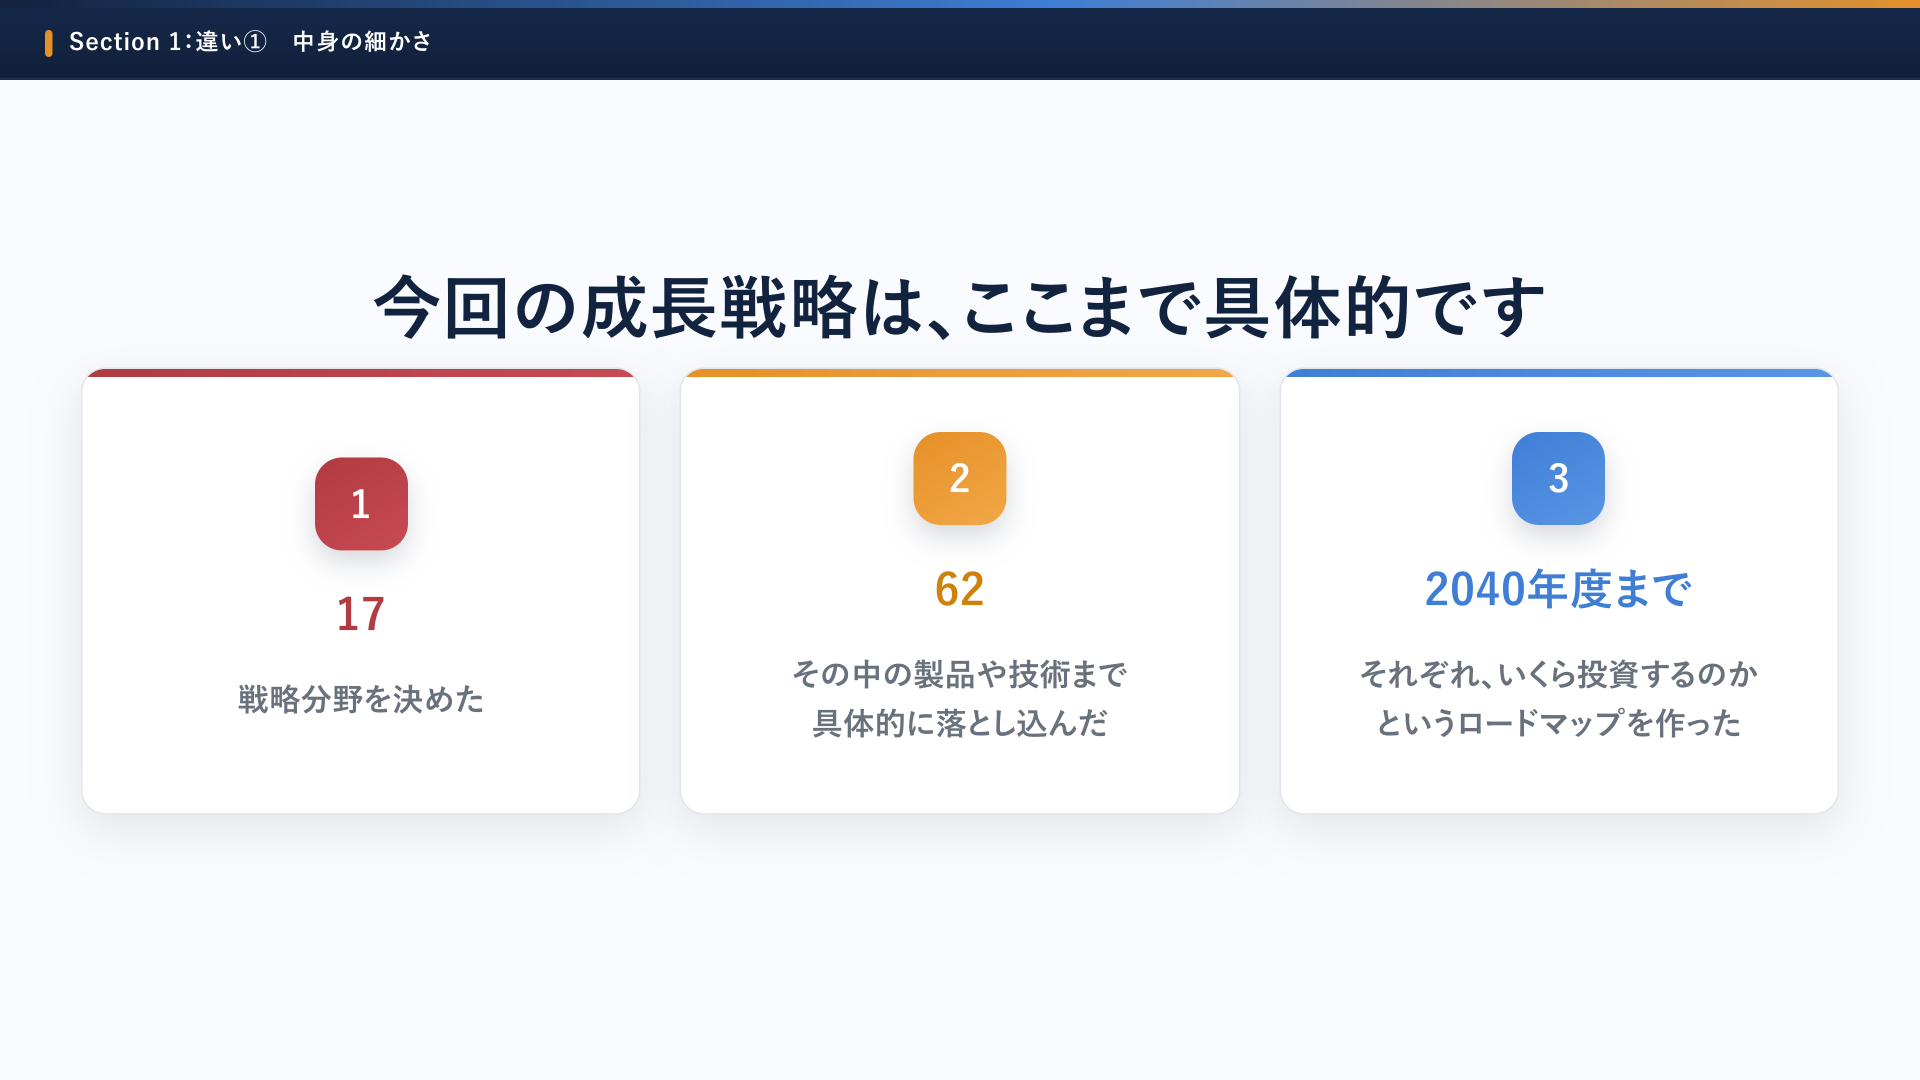 Section 1:違い① 中身の細かさ
今回の成長戦略は、ここまで具体的です
1
17
戦略分野を決めた
2
62
その中の製品や技術まで
具体的に落とし込んだ
3
2040年度まで
それぞれ、いくら投資するのか
というロードマップを作った